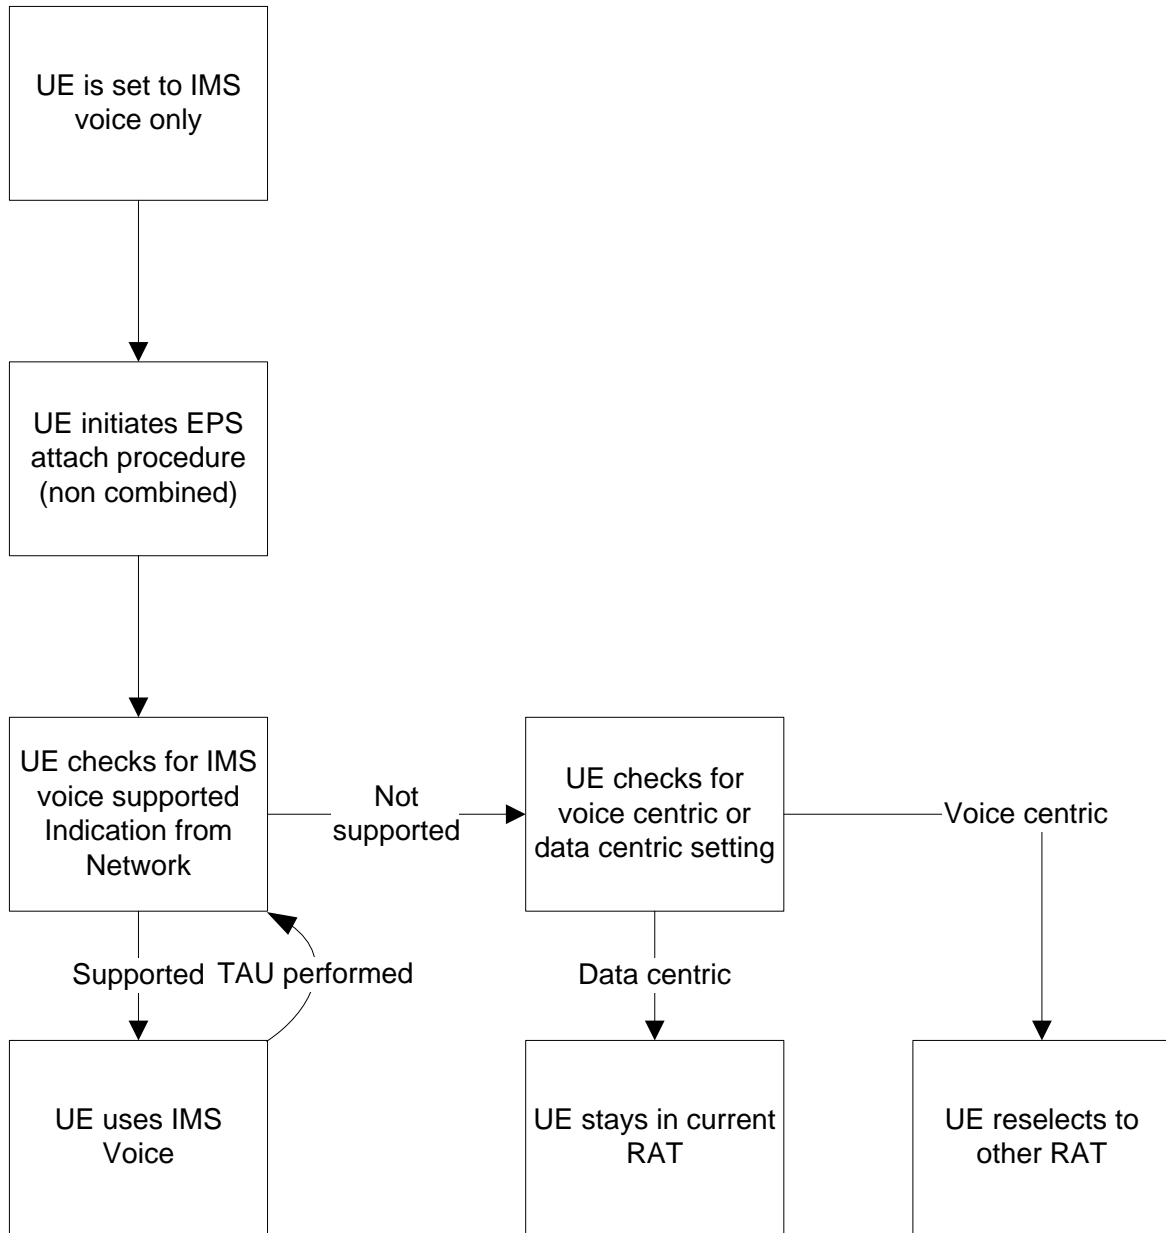 UE is set to IMS
voice only
UE initiates EPS
attach procedure
(non combined)
UE checks for IMS
voice supported
Indication from
Network
Not
supported
UE checks for
voice centric or
data centric setting
Voice centric
Supported
TAU performed
Data centric
UE uses IMS
Voice
UE stays in current
RAT
UE reselects to
other RAT